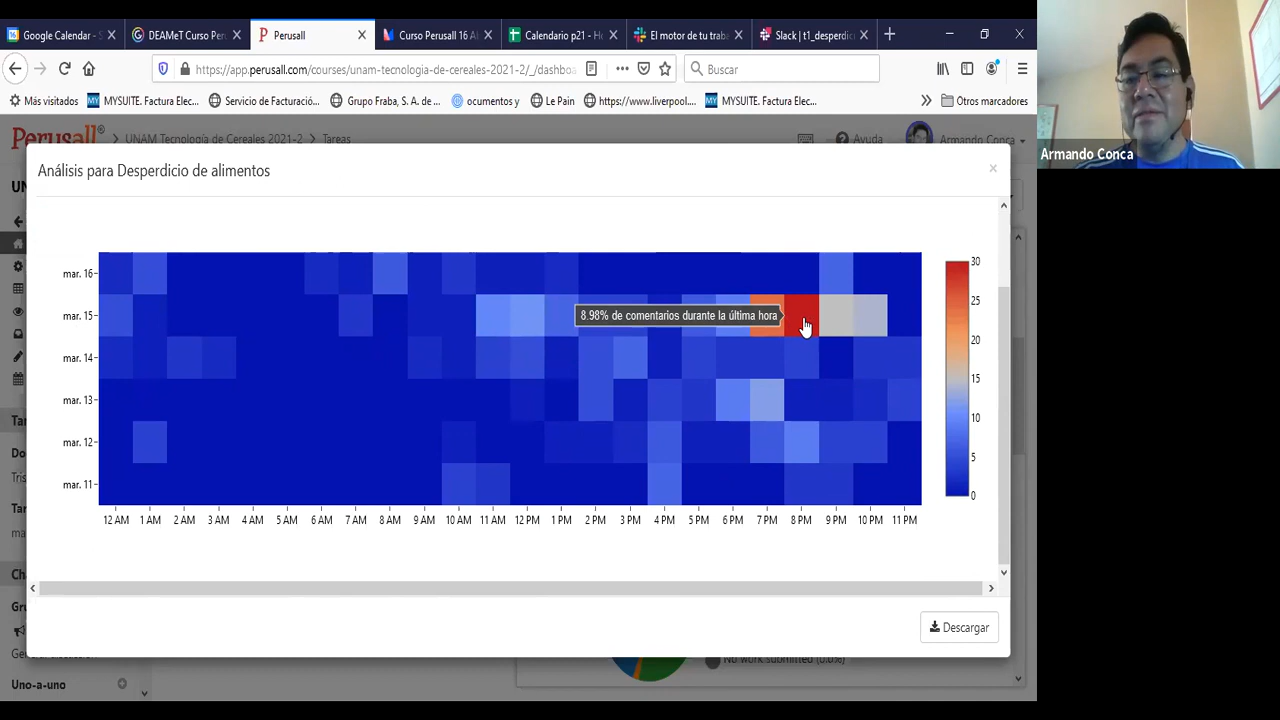 Google Calendar - S
DEAMeT Curso Per
Perusall
Curso Perusall 16 Al
Calendario p21 - Ho
El motor de tu traba
Slack | t1_desperdic
https://app.perusall.com/courses/unam-tecnologia-de-cereales-2021-2/_/dashboa
Buscar
Más visitados
MYSUITE. Factura Elec...
Servicio de Facturació...
Grupo Fraba, S. A. de ...
ocumentos y
Le Pain
https://www.liverpool....
MYSUITE. Factura Elec...
Otros marcadores
Armando Conca
Perusall®
UNAM Tecnología de Cereales 2021-2
Tareas
Ayuda
Armando Conca
Análisis para Desperdicio de alimentos
mar. 16
mar. 15
mar. 14
mar. 13
mar. 12
mar. 11
8.98% de comentarios durante la última hora
12 AM 1 AM 2 AM 3 AM 4 AM 5 AM 6 AM 7 AM 8 AM 9 AM 10 AM 11 AM 12 PM 1 PM 2 PM 3 PM 4 PM 5 PM 6 PM 7 PM 8 PM 9 PM 10 PM 11 PM
30
25
20
15
10
5
0
Descargar
No work submitted (0.0%)
Uno-a-uno